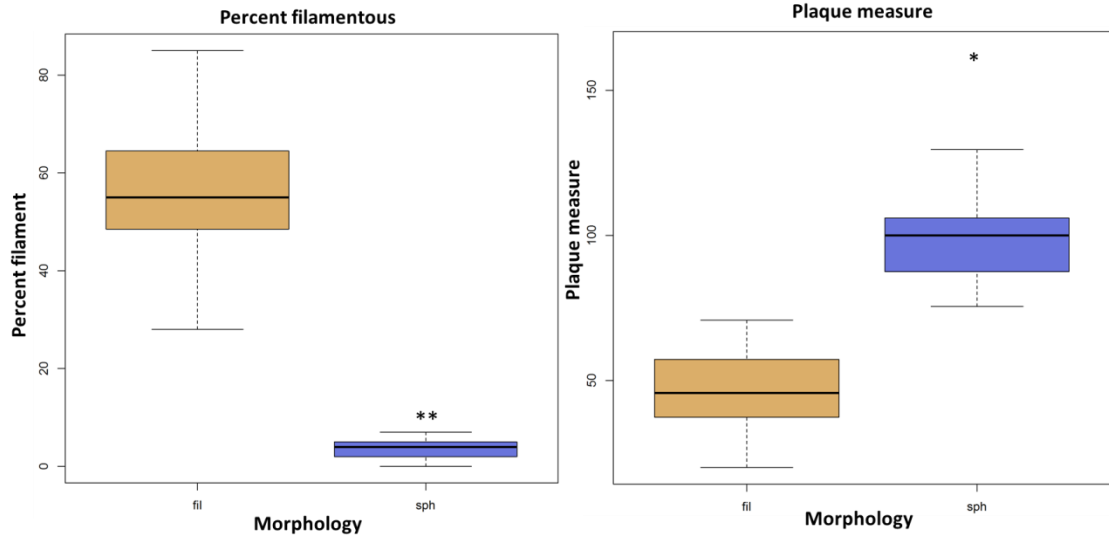 Percent filamentous
Percent filament
80
60
40
20
0
**
fil
sph
Morphology
Plaque measure
Plaque measure
150
100
50
*
fil
sph
Morphology